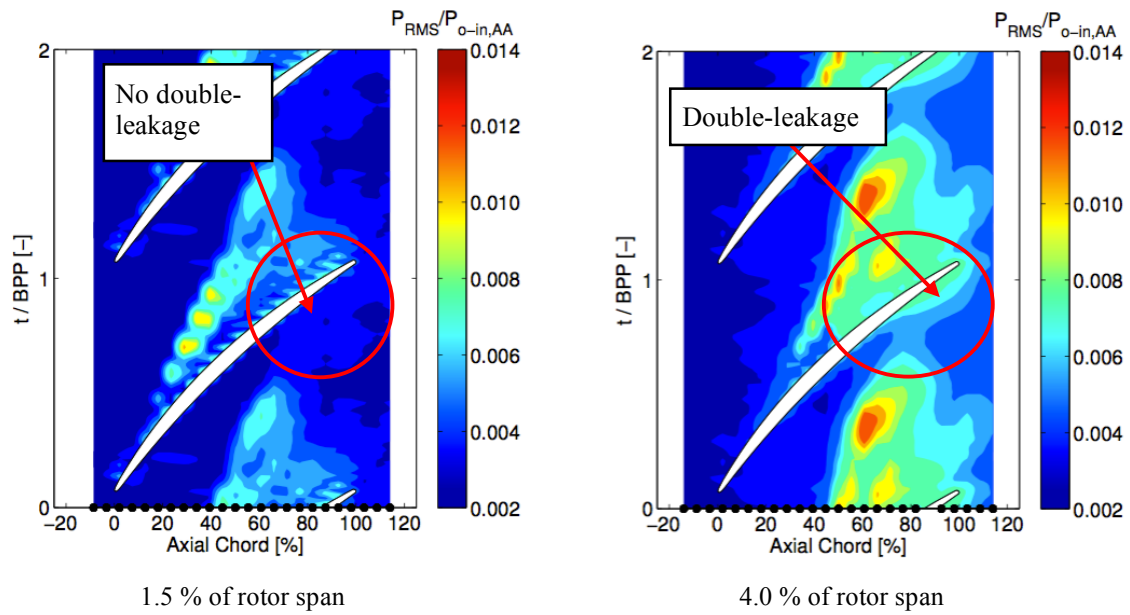 P_RMS/P_o-in,AA
0.014
0.012
0.010
0.008
0.006
0.004
0.002
2
1
0
t / BPP [-]
No double-
leakage
-20 0 20 40 60 80 100 125
Axial Chord [%]
1.5 % of rotor span
P_RMS/P_o-in,AA
0.014
0.012
0.010
0.008
0.006
0.004
0.002
2
1
0
t / BPP [-]
Double-leakage
-20 0 20 40 60 80 100 125
Axial Chord [%]
4.0 % of rotor span